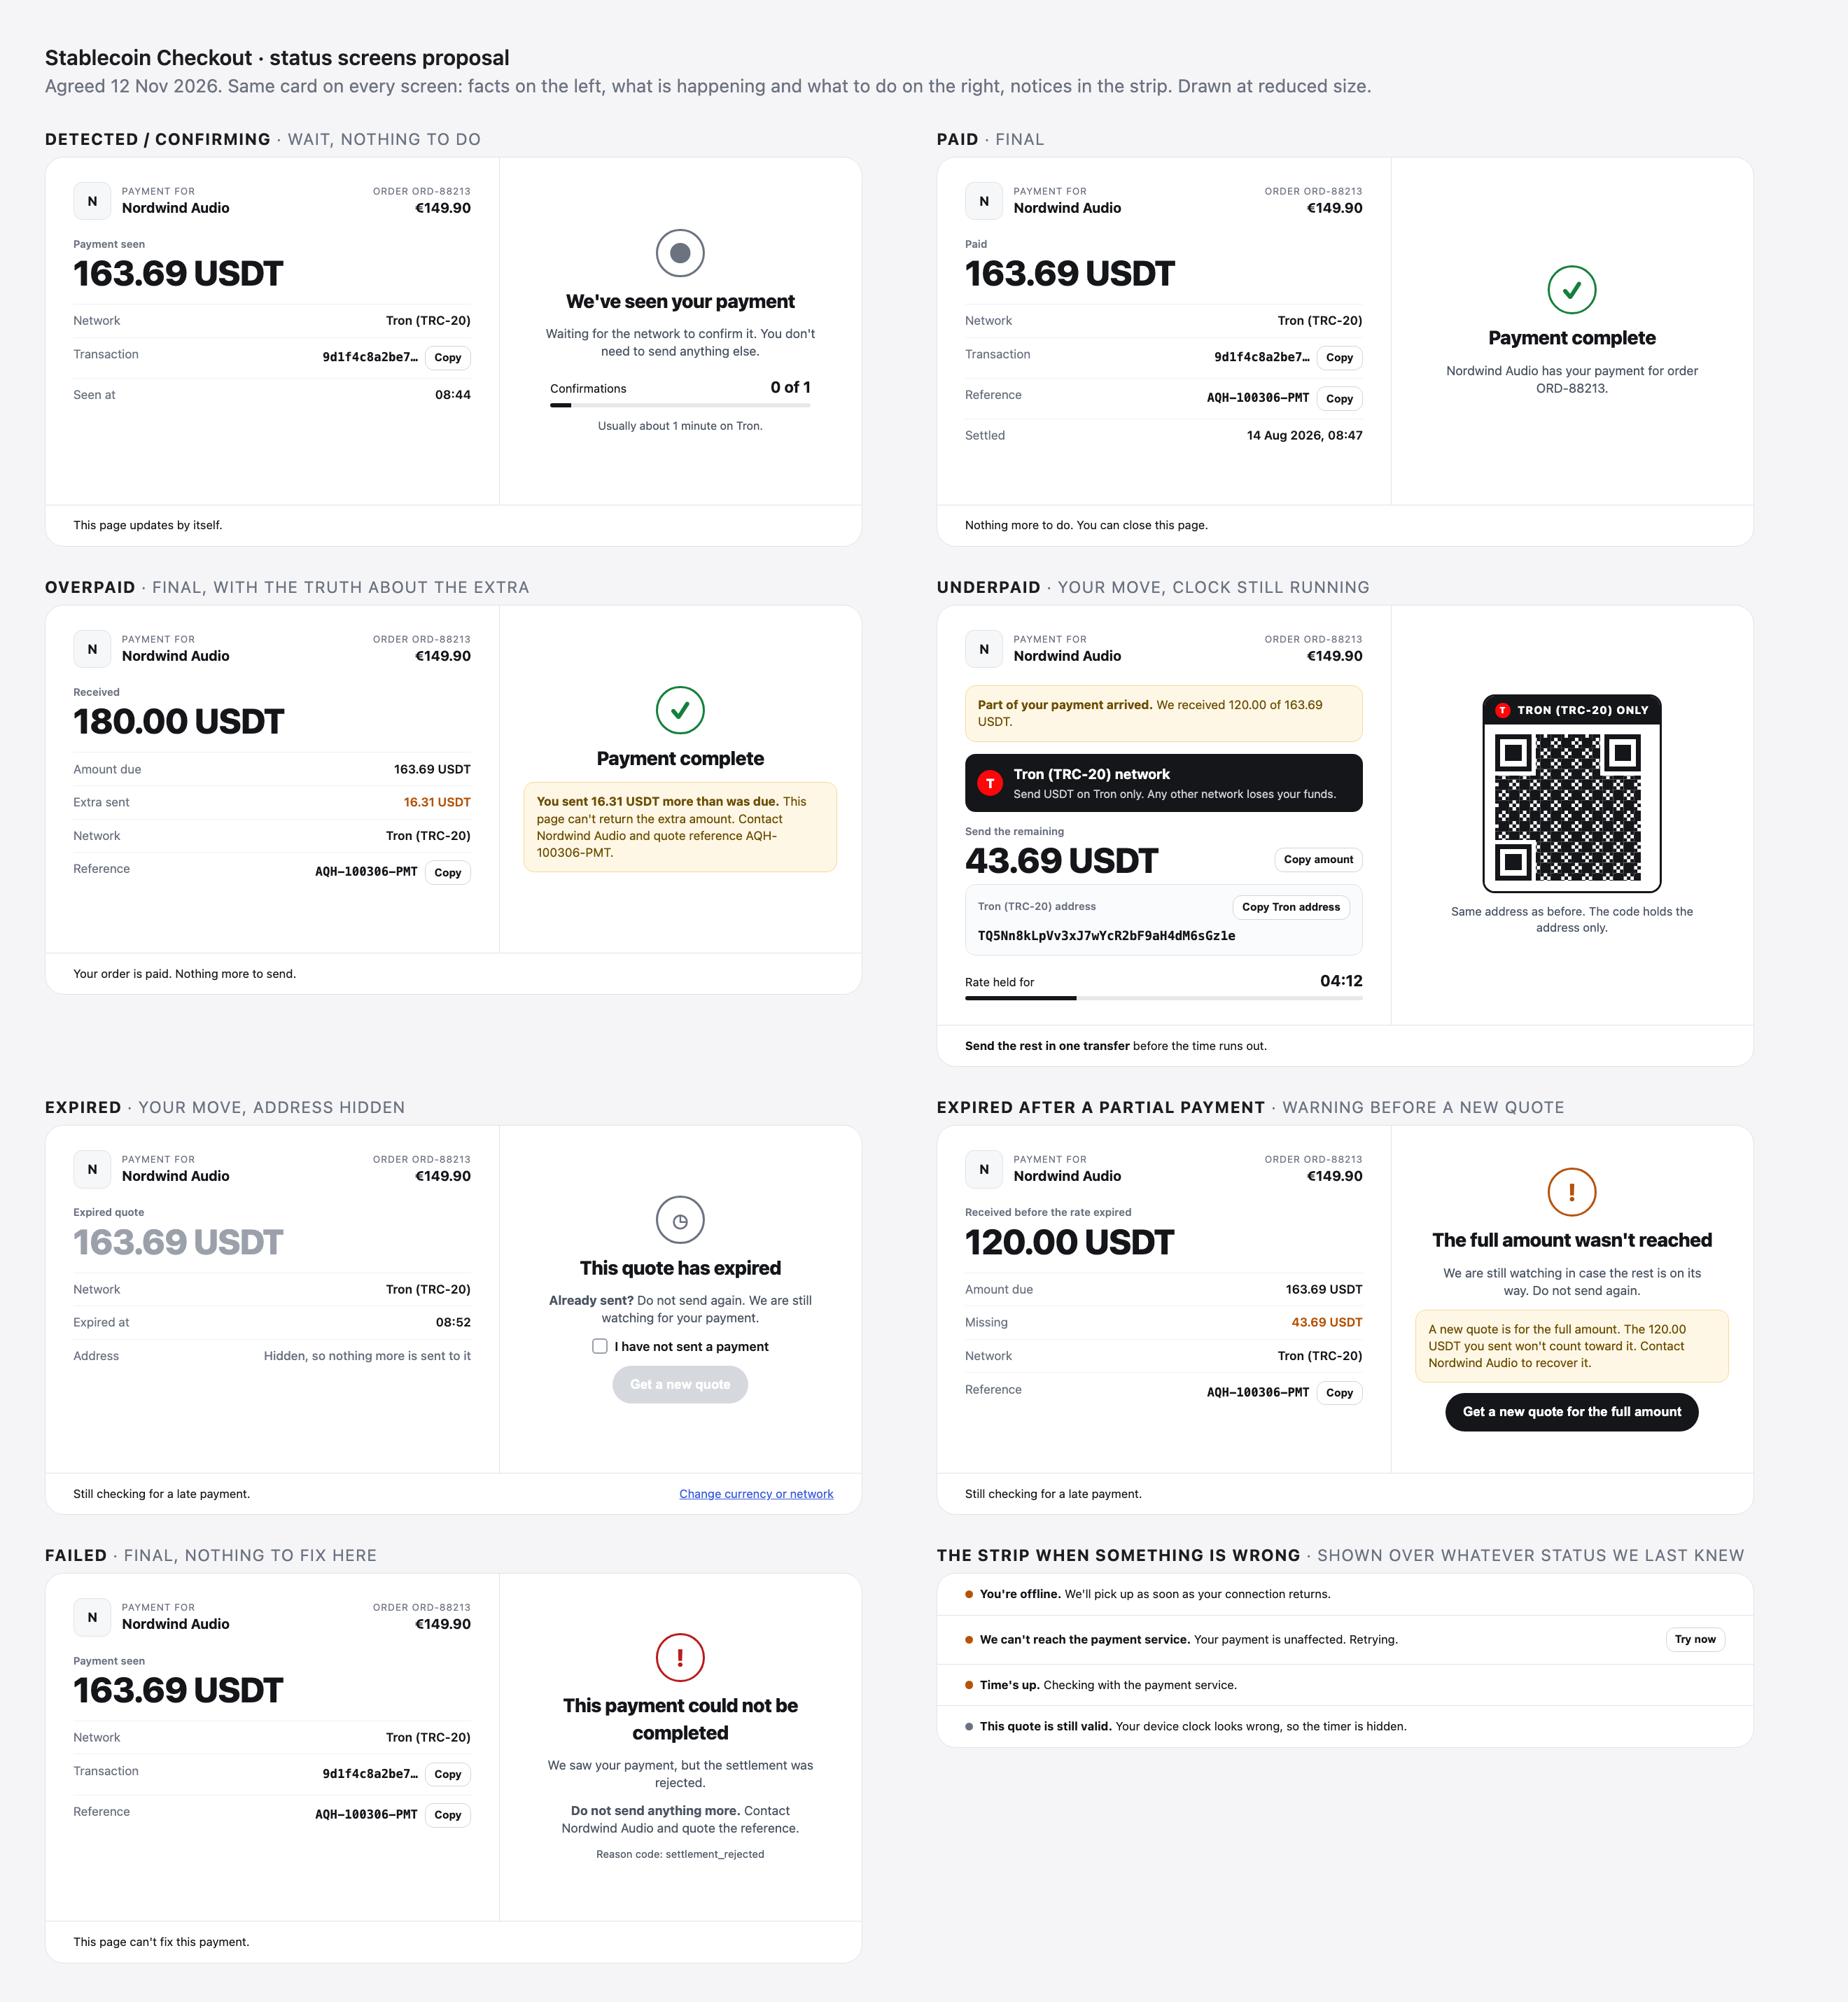 Stablecoin Checkout · status screens proposal
Agreed 12 Nov 2026. Same card on every screen: facts on the left, what is happening and what to do on the right, notices in the strip. Drawn at reduced size.
DETECTED / CONFIRMING · WAIT, NOTHING TO DO
N
PAYMENT FOR
Nordwind Audio
ORDER ORD-88213
€149.90
Payment seen
163.69 USDT
Network Tron (TRC-20)
Transaction 9d1f4c8a2be7… Copy
Seen at 08:44
We've seen your payment
Waiting for the network to confirm it. You don't
need to send anything else.
Confirmations 0 of 1
Usually about 1 minute on Tron.
This page updates by itself.
PAID · FINAL
N
PAYMENT FOR
Nordwind Audio
ORDER ORD-88213
€149.90
Paid
163.69 USDT
Network Tron (TRC-20)
Transaction 9d1f4c8a2be7… Copy
Reference AQH-100306-PMT Copy
Settled 14 Aug 2026, 08:47
Payment complete
Nordwind Audio has your payment for order
ORD-88213.
Nothing more to do. You can close this page.
OVERPAID · FINAL, WITH THE TRUTH ABOUT THE EXTRA
N
PAYMENT FOR
Nordwind Audio
ORDER ORD-88213
€149.90
Received
180.00 USDT
Amount due 163.69 USDT
Extra sent 16.31 USDT
Network Tron (TRC-20)
Reference AQH-100306-PMT Copy
Payment complete
You sent 16.31 USDT more than was due. This
page can't return the extra amount. Contact
Nordwind Audio and quote reference AQH-
100306-PMT.
Your order is paid. Nothing more to send.
UNDERPAID · YOUR MOVE, CLOCK STILL RUNNING
N
PAYMENT FOR
Nordwind Audio
ORDER ORD-88213
€149.90
Part of your payment arrived. We received 120.00 of 163.69
USDT.
T
Tron (TRC-20) network
Send USDT on Tron only. Any other network loses your funds.
Send the remaining
43.69 USDT Copy amount
Tron (TRC-20) address Copy Tron address
TQ5Nn8kLpVv3xJ7wYcR2bF9aH4dM6sGz1e
Rate held for 04:12
T TRON (TRC-20) ONLY
Same address as before. The code holds the
address only.
Send the rest in one transfer before the time runs out.
EXPIRED · YOUR MOVE, ADDRESS HIDDEN
N
PAYMENT FOR
Nordwind Audio
ORDER ORD-88213
€149.90
Expired quote
163.69 USDT
Network Tron (TRC-20)
Expired at 08:52
Address Hidden, so nothing more is sent to it
This quote has expired
Already sent? Do not send again. We are still
watching for your payment.
I have not sent a payment
Get a new quote
Still checking for a late payment. Change currency or network
EXPIRED AFTER A PARTIAL PAYMENT · WARNING BEFORE A NEW QUOTE
N
PAYMENT FOR
Nordwind Audio
ORDER ORD-88213
€149.90
Received before the rate expired
120.00 USDT
Amount due 163.69 USDT
Missing 43.69 USDT
Network Tron (TRC-20)
Reference AQH-100306-PMT Copy
!
The full amount wasn't reached
We are still watching in case the rest is on its
way. Do not send again.
A new quote is for the full amount. The 120.00
USDT you sent won't count toward it. Contact
Nordwind Audio to recover it.
Get a new quote for the full amount
Still checking for a late payment.
FAILED · FINAL, NOTHING TO FIX HERE
N
PAYMENT FOR
Nordwind Audio
ORDER ORD-88213
€149.90
Payment seen
163.69 USDT
Network Tron (TRC-20)
Transaction 9d1f4c8a2be7… Copy
Reference AQH-100306-PMT Copy
!
This payment could not be
completed
We saw your payment, but the settlement was
rejected.
Do not send anything more. Contact
Nordwind Audio and quote the reference.
Reason code: settlement_rejected
This page can't fix this payment.
THE STRIP WHEN SOMETHING IS WRONG · SHOWN OVER WHATEVER STATUS WE LAST KNEW
You're offline. We'll pick up as soon as your connection returns.
We can't reach the payment service. Your payment is unaffected. Retrying. Try now
Time's up. Checking with the payment service.
This quote is still valid. Your device clock looks wrong, so the timer is hidden.